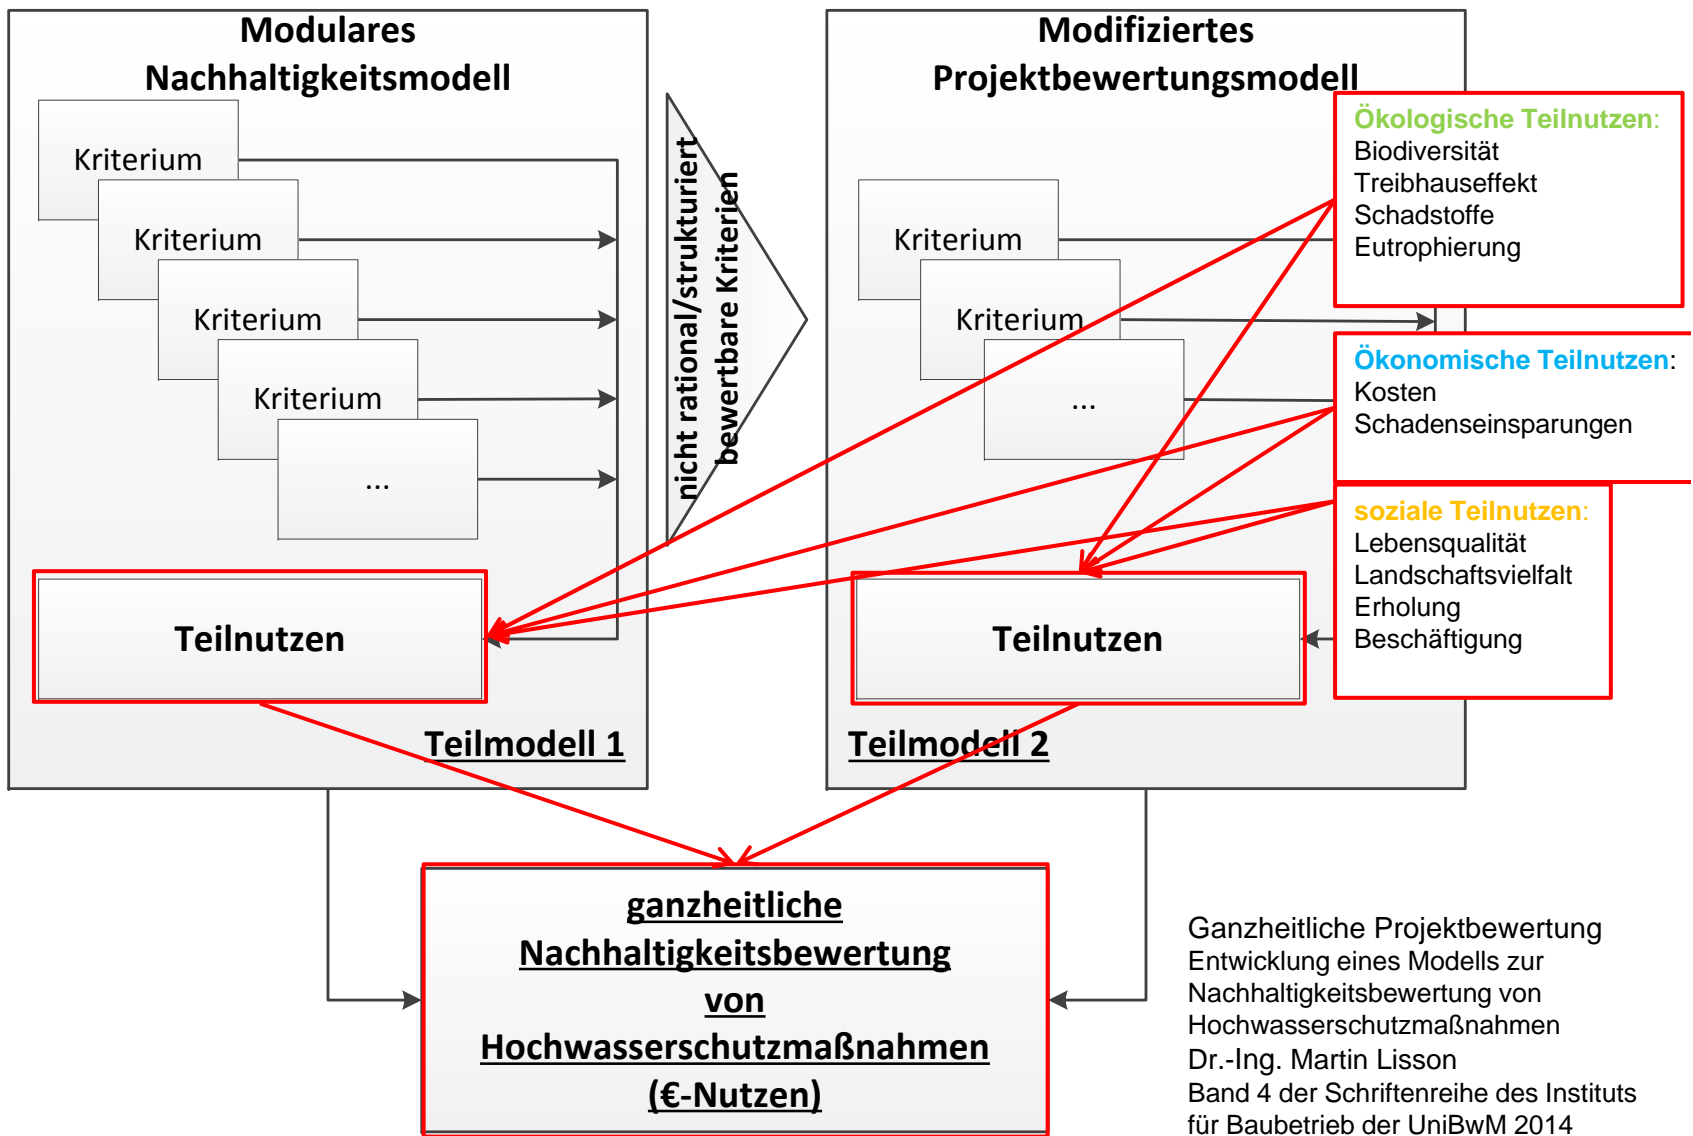 Modulares
Nachhaltigkeitsmodell
Kriterium
Kriterium
Kriterium
Kriterium
...
Teilnutzen
Teilmodell 1
nicht rational/strukturiert
bewertbare Kriterien
Modifiziertes
Projektbewertungsmodell
Kriterium
Kriterium
...
Teilnutzen
Teilmodell 2
Ökologische Teilnutzen:
Biodiversität
Treibhauseffekt
Schadstoffe
Eutrophierung
Ökonomische Teilnutzen:
Kosten
Schadenseinsparungen
soziale Teilnutzen:
Lebensqualität
Landschaftsvielfalt
Erholung
Beschäftigung
ganzheitliche
Nachhaltigkeitsbewertung
von
Hochwasserschutzmaßnahmen
(€-Nutzen)
Ganzheitliche Projektbewertung
Entwicklung eines Modells zur
Nachhaltigkeitsbewertung von
Hochwasserschutzmaßnahmen
Dr.-Ing. Martin Lisson
Band 4 der Schriftenreihe des Instituts
für Baubetrieb der UniBwM 2014